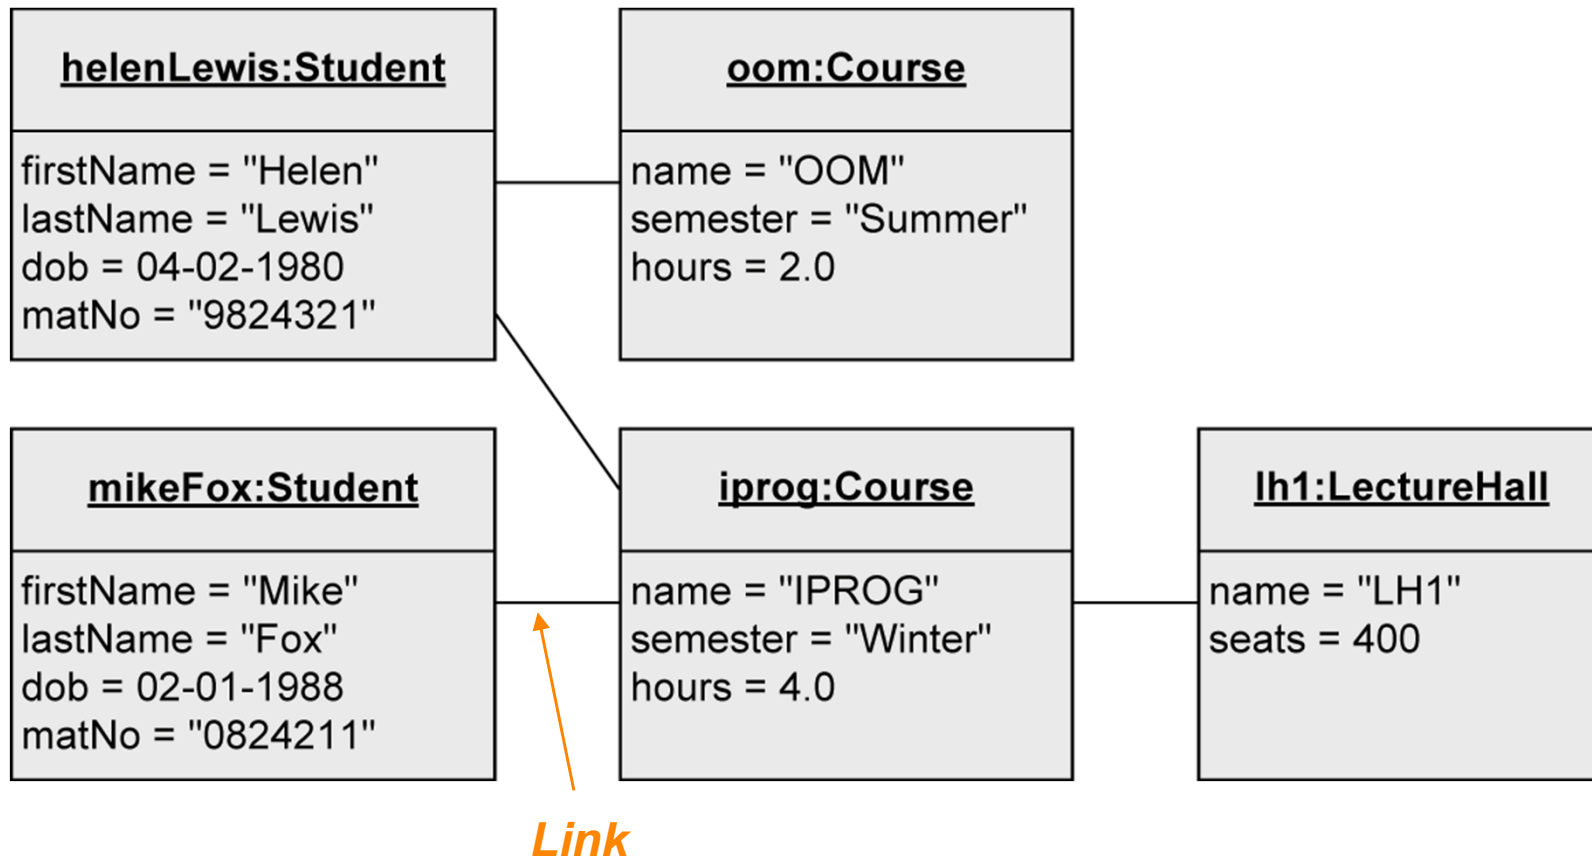 helenLewis:Student
firstName = "Helen"
lastName = "Lewis"
dob = 04-02-1980
matNo = "9824321"
oom:Course
name = "OOM"
semester = "Summer"
hours = 2.0
mikeFox:Student
firstName = "Mike"
lastName = "Fox"
dob = 02-01-1988
matNo = "0824211"
iprog:Course
name = "IPROG"
semester = "Winter"
hours = 4.0
lh1:LectureHall
name = "LH1"
seats = 400
Link